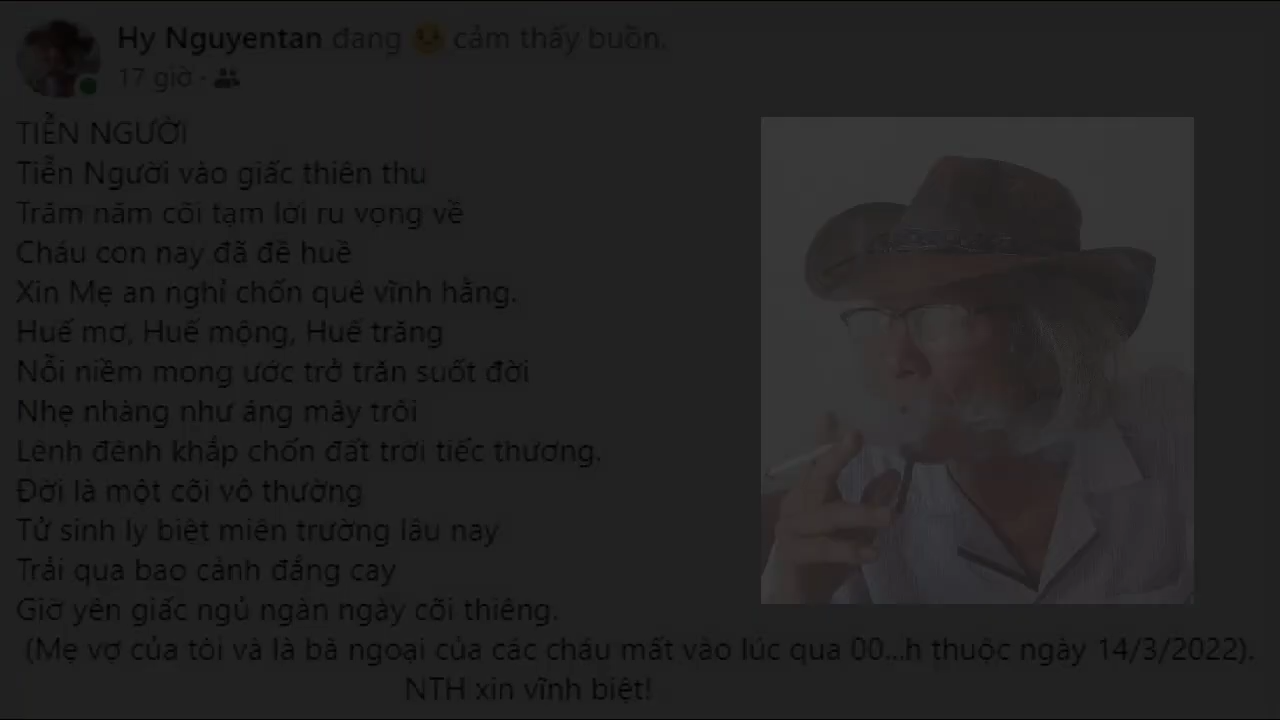 Hy Nguyentan đang 😔 cảm thấy buồn.
17 giờ ·
TIỄN NGƯỜI
Tiễn Người vào giấc thiên thu
Trăm năm cõi tạm lời ru vọng về
Cháu con nay đã đề huề
Xin Mẹ an nghỉ chốn quê vĩnh hằng.
Huế mơ, Huế mộng, Huế trăng
Nỗi niềm mong ước trở trăn suốt đời
Nhẹ nhàng như áng mây trôi
Lênh đênh khắp chốn đất trời tiếc thương.
Đời là một cõi vô thường
Tử sinh ly biệt miên trường lâu nay
Trải qua bao cảnh đắng cay
Giờ yên giấc ngủ ngàn ngày cõi thiêng.
(Mẹ vợ của tôi và là bà ngoại của các cháu mất vào lúc qua 00...h thuộc ngày 14/3/2022).
NTH xin vĩnh biệt!